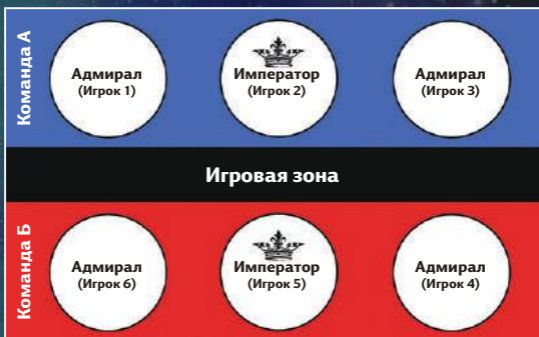 Команда А
Адмирал
(Игрок 1)
Император
(Игрок 2)
Адмирал
(Игрок 3)
Игровая зона
Команда Б
Адмирал
(Игрок 6)
Император
(Игрок 5)
Адмирал
(Игрок 4)